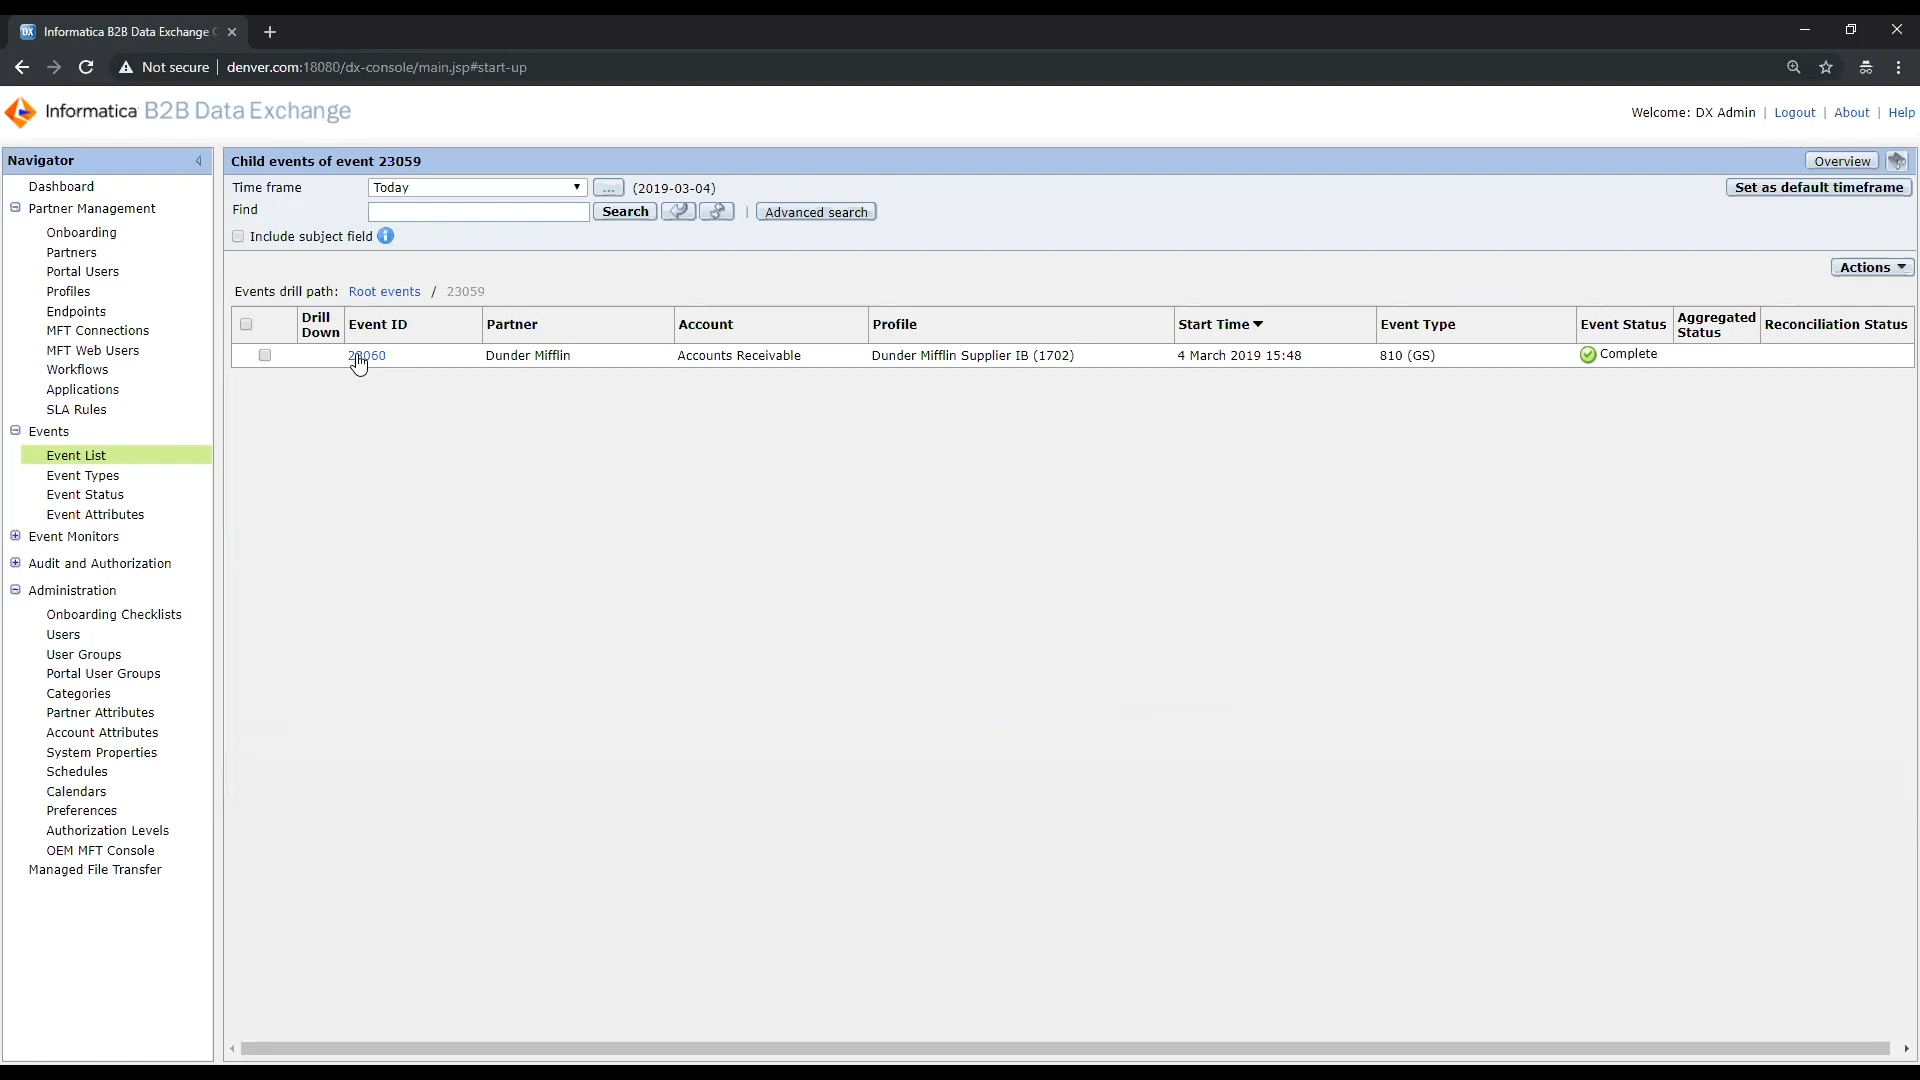 Informatica B2B Data Exchange C
Not secure | denver.com:18080/dx-console/main.jsp#start-up
Informatica B2B Data Exchange
Welcome: DX Admin | Logout | About | Help
Navigator
Dashboard
Partner Management
Onboarding
Partners
Portal Users
Profiles
Endpoints
MFT Connections
MFT Web Users
Workflows
Applications
SLA Rules
Events
Event List
Event Types
Event Status
Event Attributes
Event Monitors
Audit and Authorization
Administration
Onboarding Checklists
Users
User Groups
Portal User Groups
Categories
Partner Attributes
Account Attributes
System Properties
Schedules
Calendars
Preferences
Authorization Levels
OEM MFT Console
Managed File Transfer
Child events of event 23059
Overview
Time frame Today ... (2019-03-04)
Set as default timeframe
Find Search | Advanced search
Include subject field
Actions
Events drill path: Root events / 23059
Drill Down Event ID Partner Account Profile Start Time Event Type Event Status Aggregated Status Reconciliation Status
23060 Dunder Mifflin Accounts Receivable Dunder Mifflin Supplier IB (1702) 4 March 2019 15:48 810 (GS) Complete